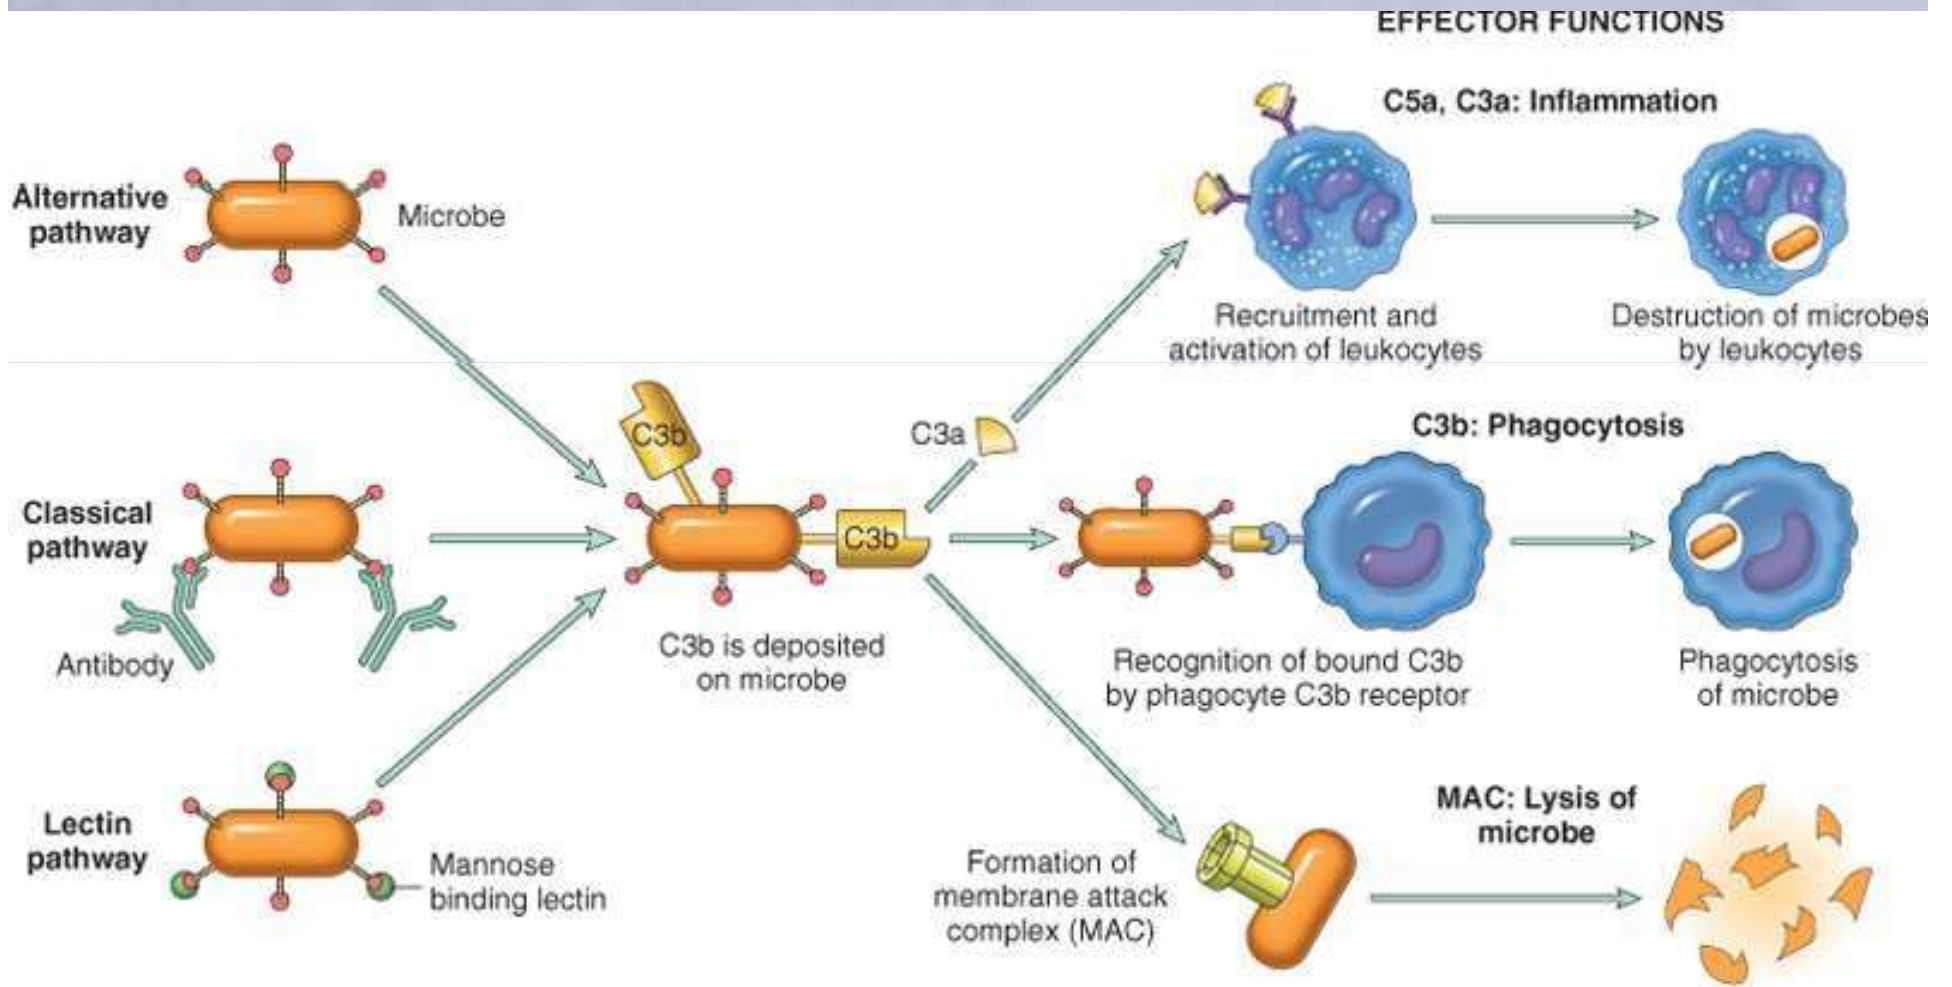 EFFECTOR FUNCTIONS
C5a, C3a: Inflammation
Alternative
pathway
Microbe
Recruitment and
activation of leukocytes
Destruction of microbes
by leukocytes
C3b
C3a
C3b: Phagocytosis
Classical
pathway
C3b
Antibody
C3b is deposited
on microbe
Recognition of bound C3b
by phagocyte C3b receptor
Phagocytosis
of microbe
Lectin
pathway
Mannose
binding lectin
Formation of
membrane attack
complex (MAC)
MAC: Lysis of
microbe